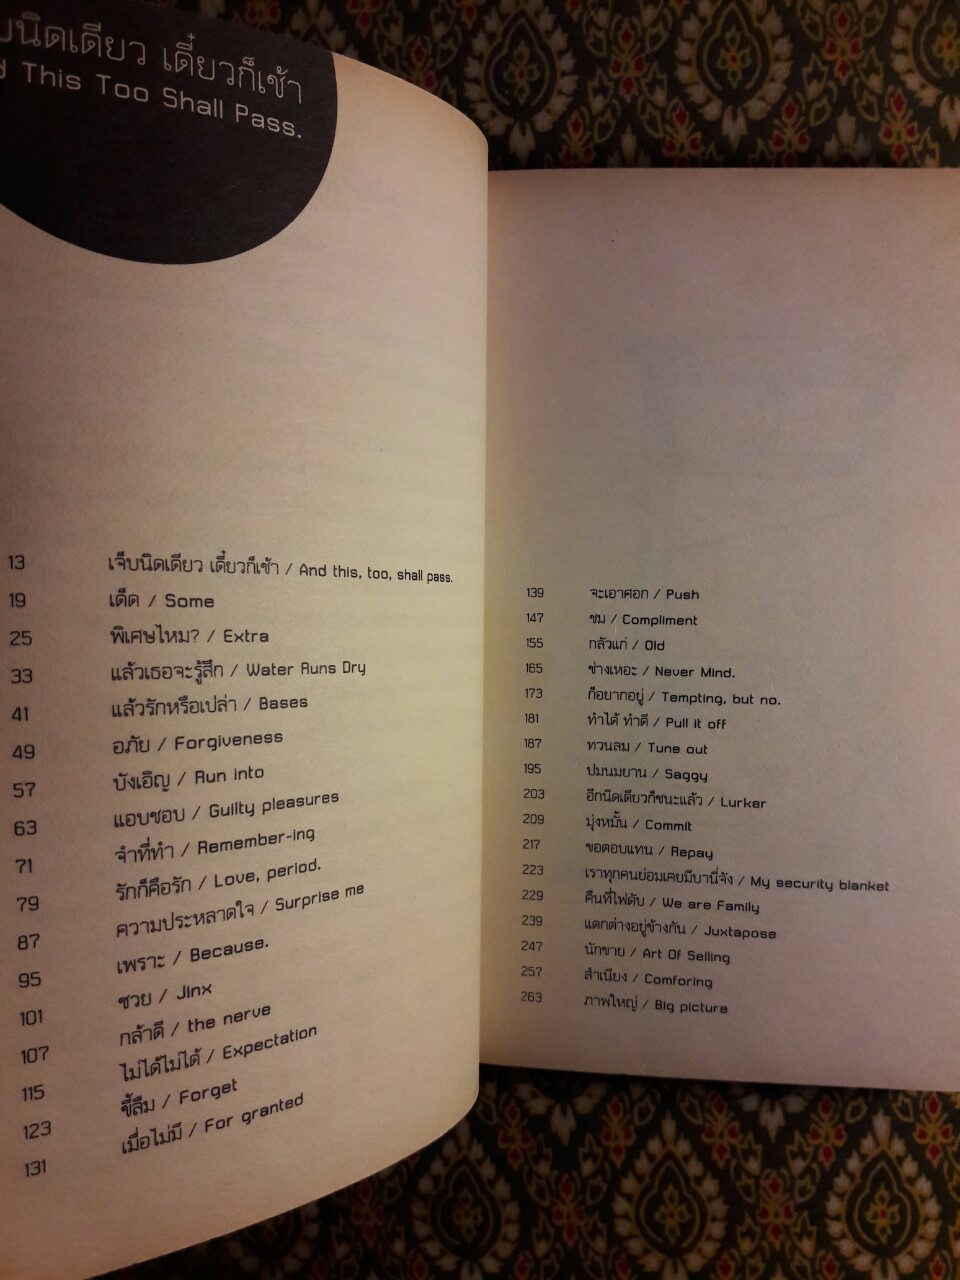 บนิดเดียว เดี๋ยวก็เช้า
This Too Shall Pass.
13 เจ็บนิดเดียว เดี๋ยวก็เช้า / And this, too, shall pass.
19 เด็ด / Some
25 พิเศษไหม? / Extra
33 แล้วเธอจะรู้สึก / Water Runs Dry
41 แล้วรักหรือเปล่า / Bases
49 อภัย / Forgiveness
57 บังเอิญ / Run into
63 แอบชอบ / Guilty pleasures
71 จำที่ทำ / Remember-ing
79 รักก็คือรัก / Love, period.
87 ความประหลาดใจ / Surprise me
95 เพราะ / Because.
101 ซวย / Jinx
107 กล้าดี / the nerve
115 ไม่ได้ไม่ได้ / Expectation
123 ขี้ลืม / Forget
131 เมื่อไม่มี / For granted
139 จะเอาศอก / Push
147 ชม / Compliment
155 กลัวแก่ / Old
165 ช่างเหอะ / Never Mind.
173 ก็อยากอยู่ / Tempting, but no.
181 ทำได้ ทำดี / Pull it off
187 ทวนลม / Tune out
195 ปมนมยาน / Saggy
203 อีกนิดเดียวก็ชนะแล้ว / Lurker
209 มุ่งหมั้น / Commit
217 ขอตอบแทน / Repay
223 เราทุกคนย่อมเคยมีบานี่จัง / My security blanket
229 คืนที่ไฟดับ / We are Family
239 แตกต่างอยู่ข้างกัน / Juxtapose
247 นักขาย / Art Of Selling
257 สำเนียง / Comforing
263 ภาพใหญ่ / Big picture